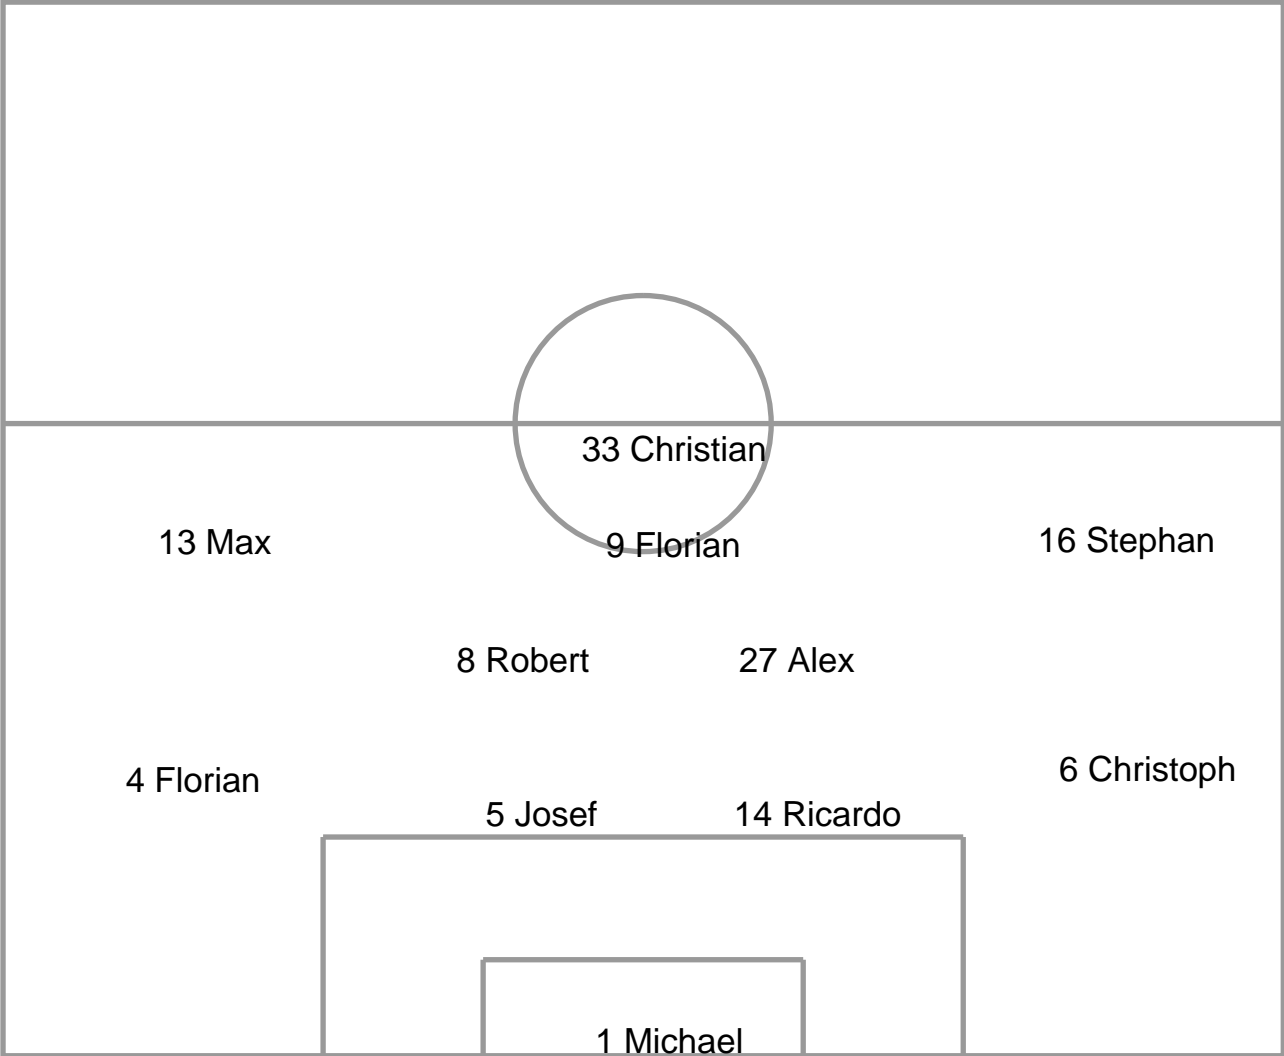 33 Christian
13 Max
9 Florian
16 Stephan
8 Robert
27 Alex
4 Florian
6 Christoph
5 Josef
14 Ricardo
1 Michael